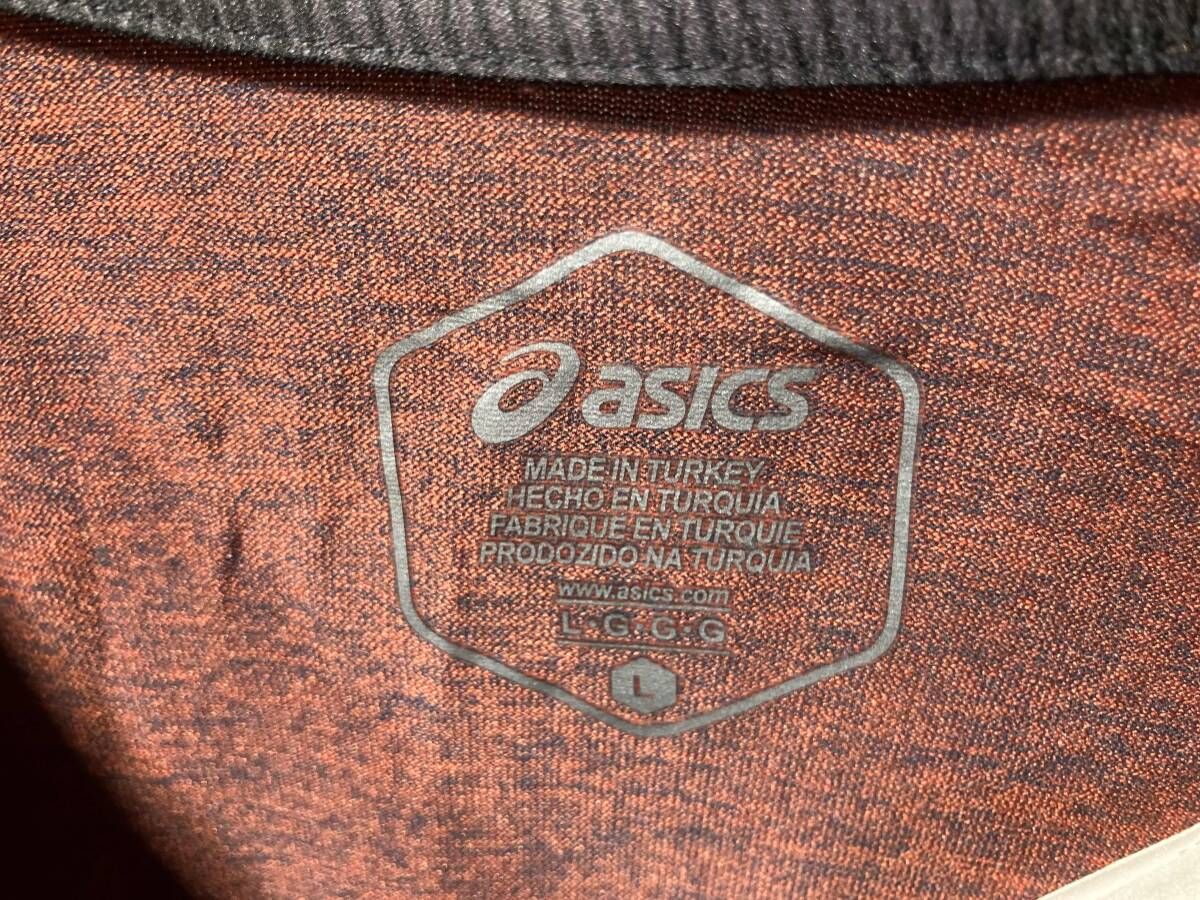 asics
MADE IN TURKEY
HECHO EN TURQUIA
FABRIQUE EN TURQUIE
PRODOZIDO NA TURQUIA
www.asics.com
L·G·G·G
L